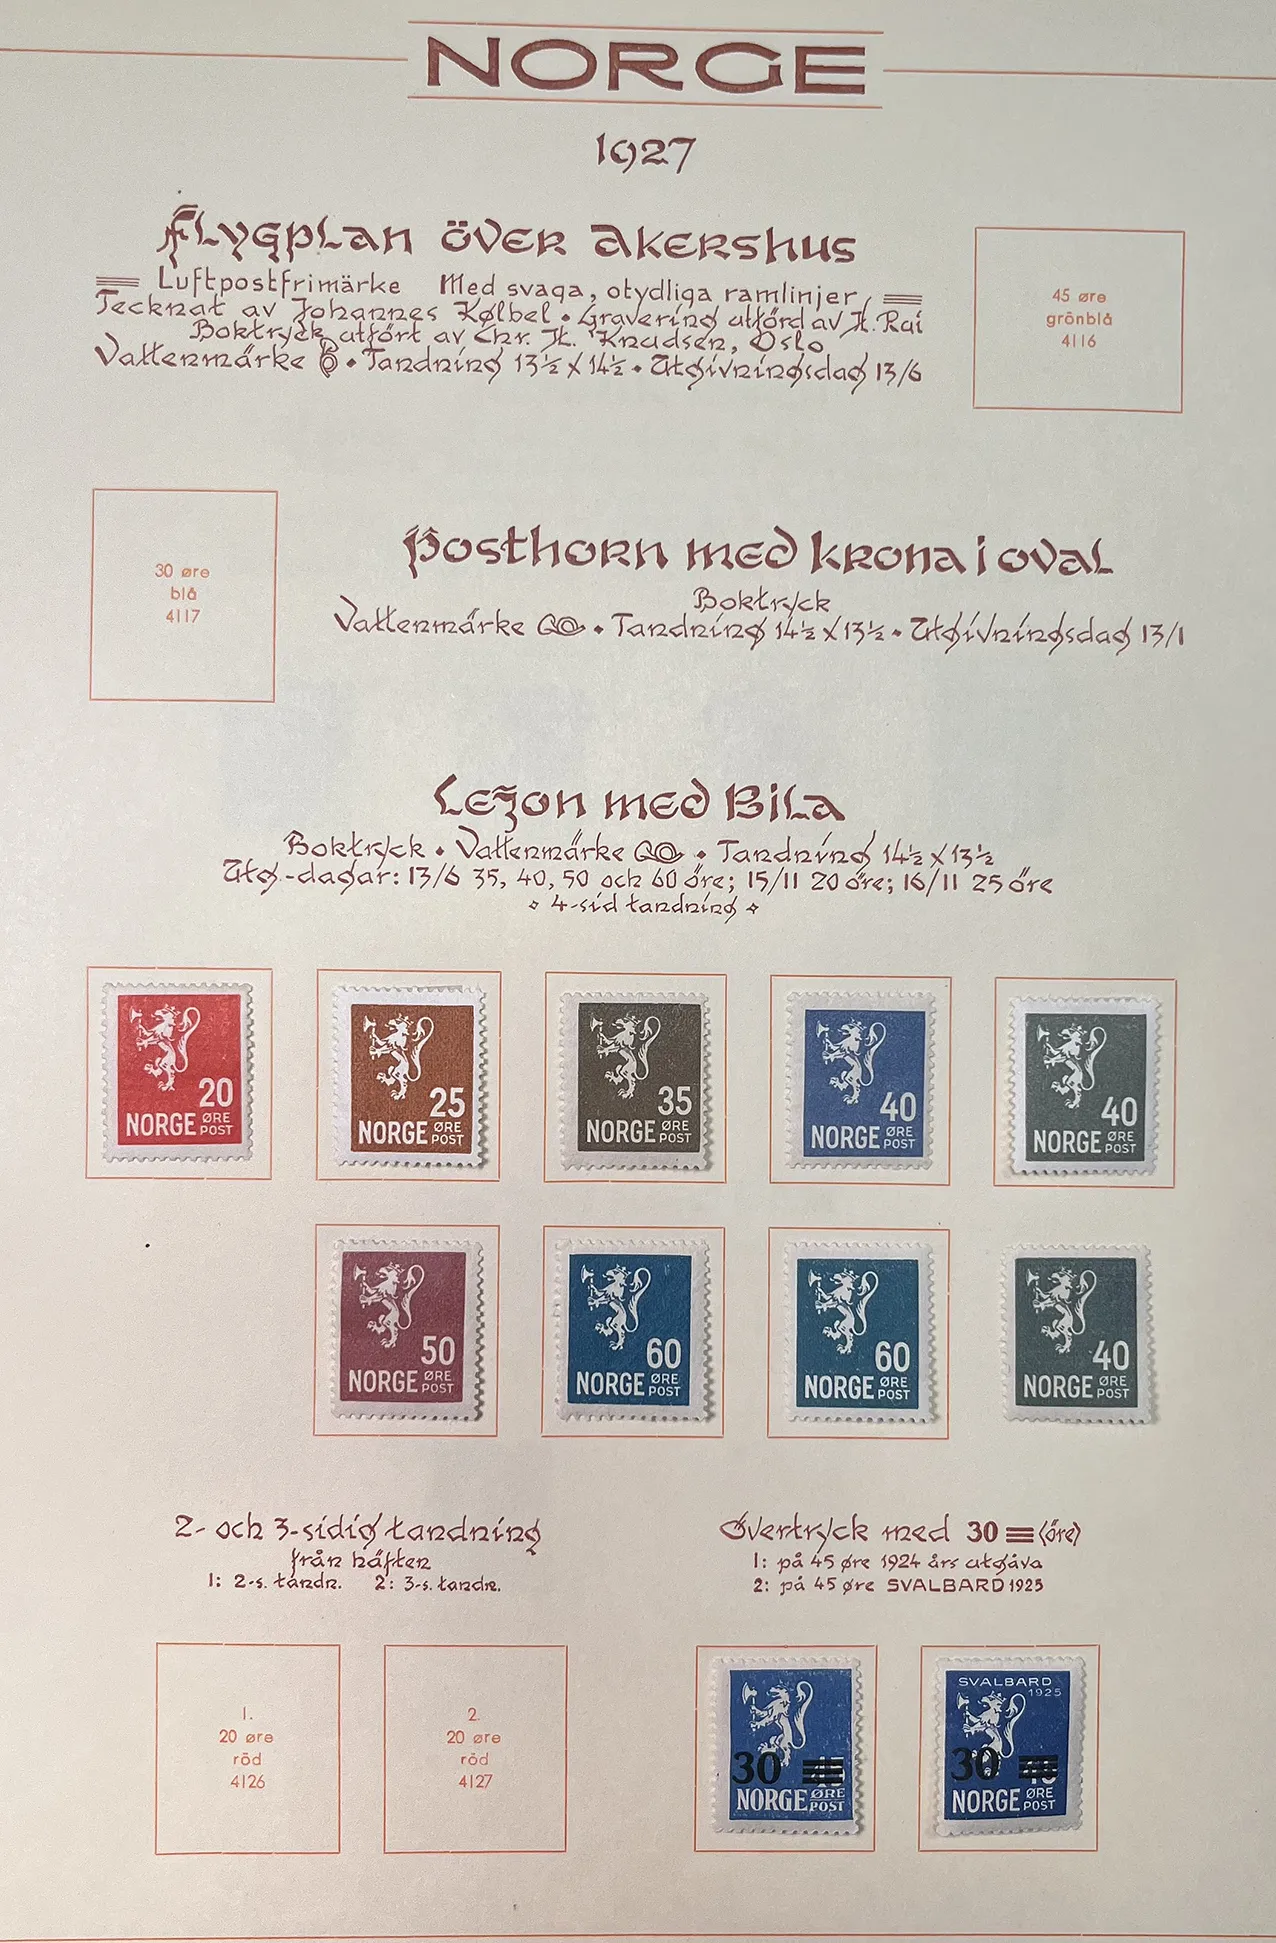 NORGE
1927
Flygplan över Akershus
Luftpostfrimärke Med svaga, otydliga ramlinjer,
Tecknat av Johannes Kølbel • Gravering utförd av H. Rui
Boktryck utfört av Chr. H. Knudsen, Oslo
Vattenmärke • Tandning 13½ x 14½ • Utgivningsdag 13/6
45 øre
grönblå
4116
30 øre
blå
4117
Posthorn med krona i oval
Boktryck
Vattenmärke • Tandning 14½ x 13½ • Utgivningsdag 13/1
Lejon med Bila
Boktryck • Vattenmärke • Tandning 14½ x 13½
Utg.-dagar: 13/6 35, 40, 50 och 60 öre; 15/11 20 öre; 16/11 25 öre
4-sid tandning
20
NORGE ØRE POST
25
NORGE ØRE POST
35
NORGE ØRE POST
40
NORGE ØRE POST
40
NORGE ØRE POST
50
NORGE ØRE POST
60
NORGE ØRE POST
60
NORGE ØRE POST
40
NORGE ØRE POST
2- och 3-sidig tandning
från häften
1: 2-s. tandn. 2: 3-s. tandn.
Övertryck med 30 (öre)
1: på 45 øre 1924 års utgåva
2: på 45 øre SVALBARD 1925
1.
20 øre
röd
4126
2.
20 øre
röd
4127
30 45
NORGE ØRE POST
SVALBARD
1925
30 45
NORGE ØRE POST